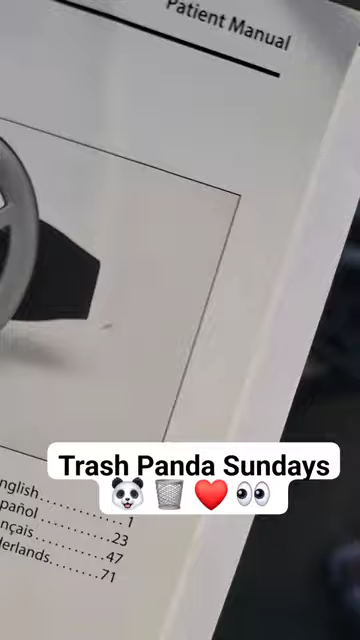 Patient Manual
Trash Panda Sundays
🐼 🗑️ ❤️ 👀
nglish............1
pañol............23
nçais............47
derlands........71